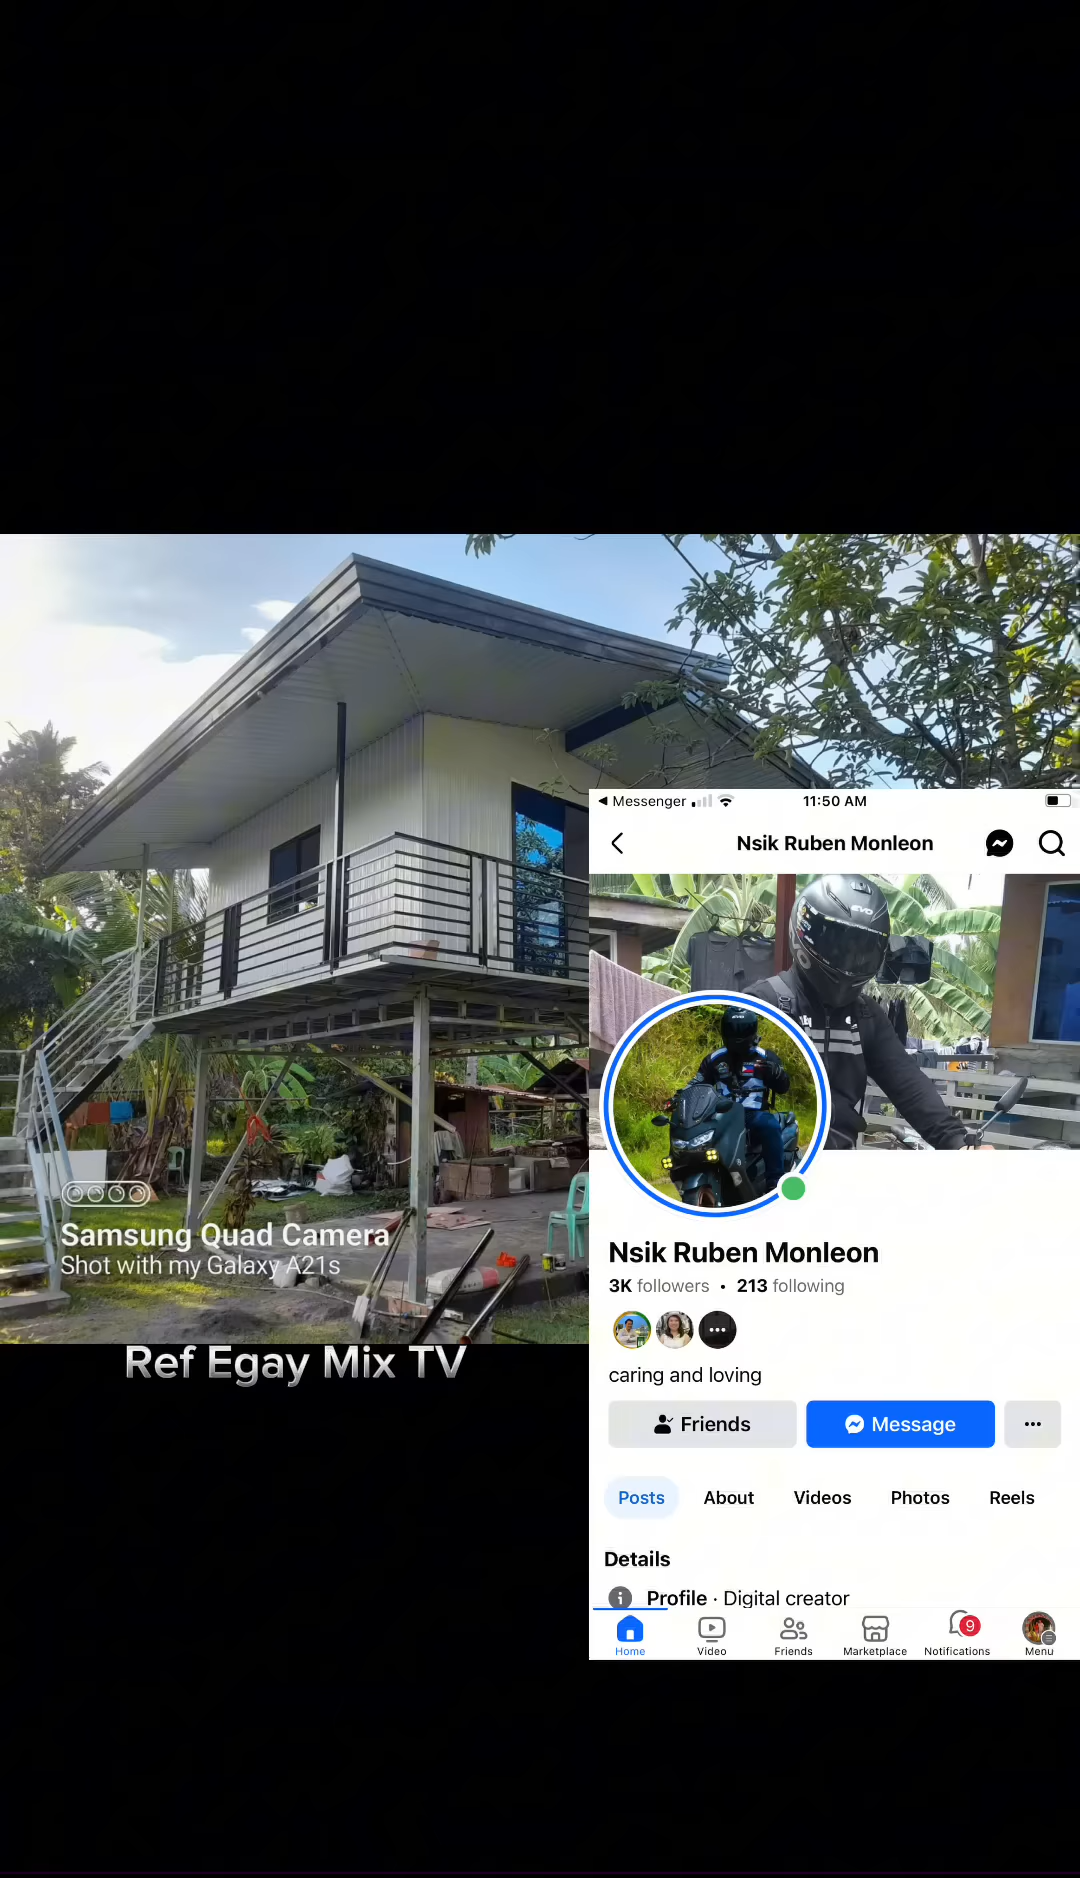 Samsung Quad Camera
Shot with my Galaxy A21s
Ref Egay Mix TV
Messenger
11:50 AM
Nsik Ruben Monleon
EVO
Nsik Ruben Monleon
3K followers • 213 following
caring and loving
Friends
Message
Posts
About
Videos
Photos
Reels
Details
Profile · Digital creator
9
Home
Video
Friends
Marketplace
Notifications
Menu